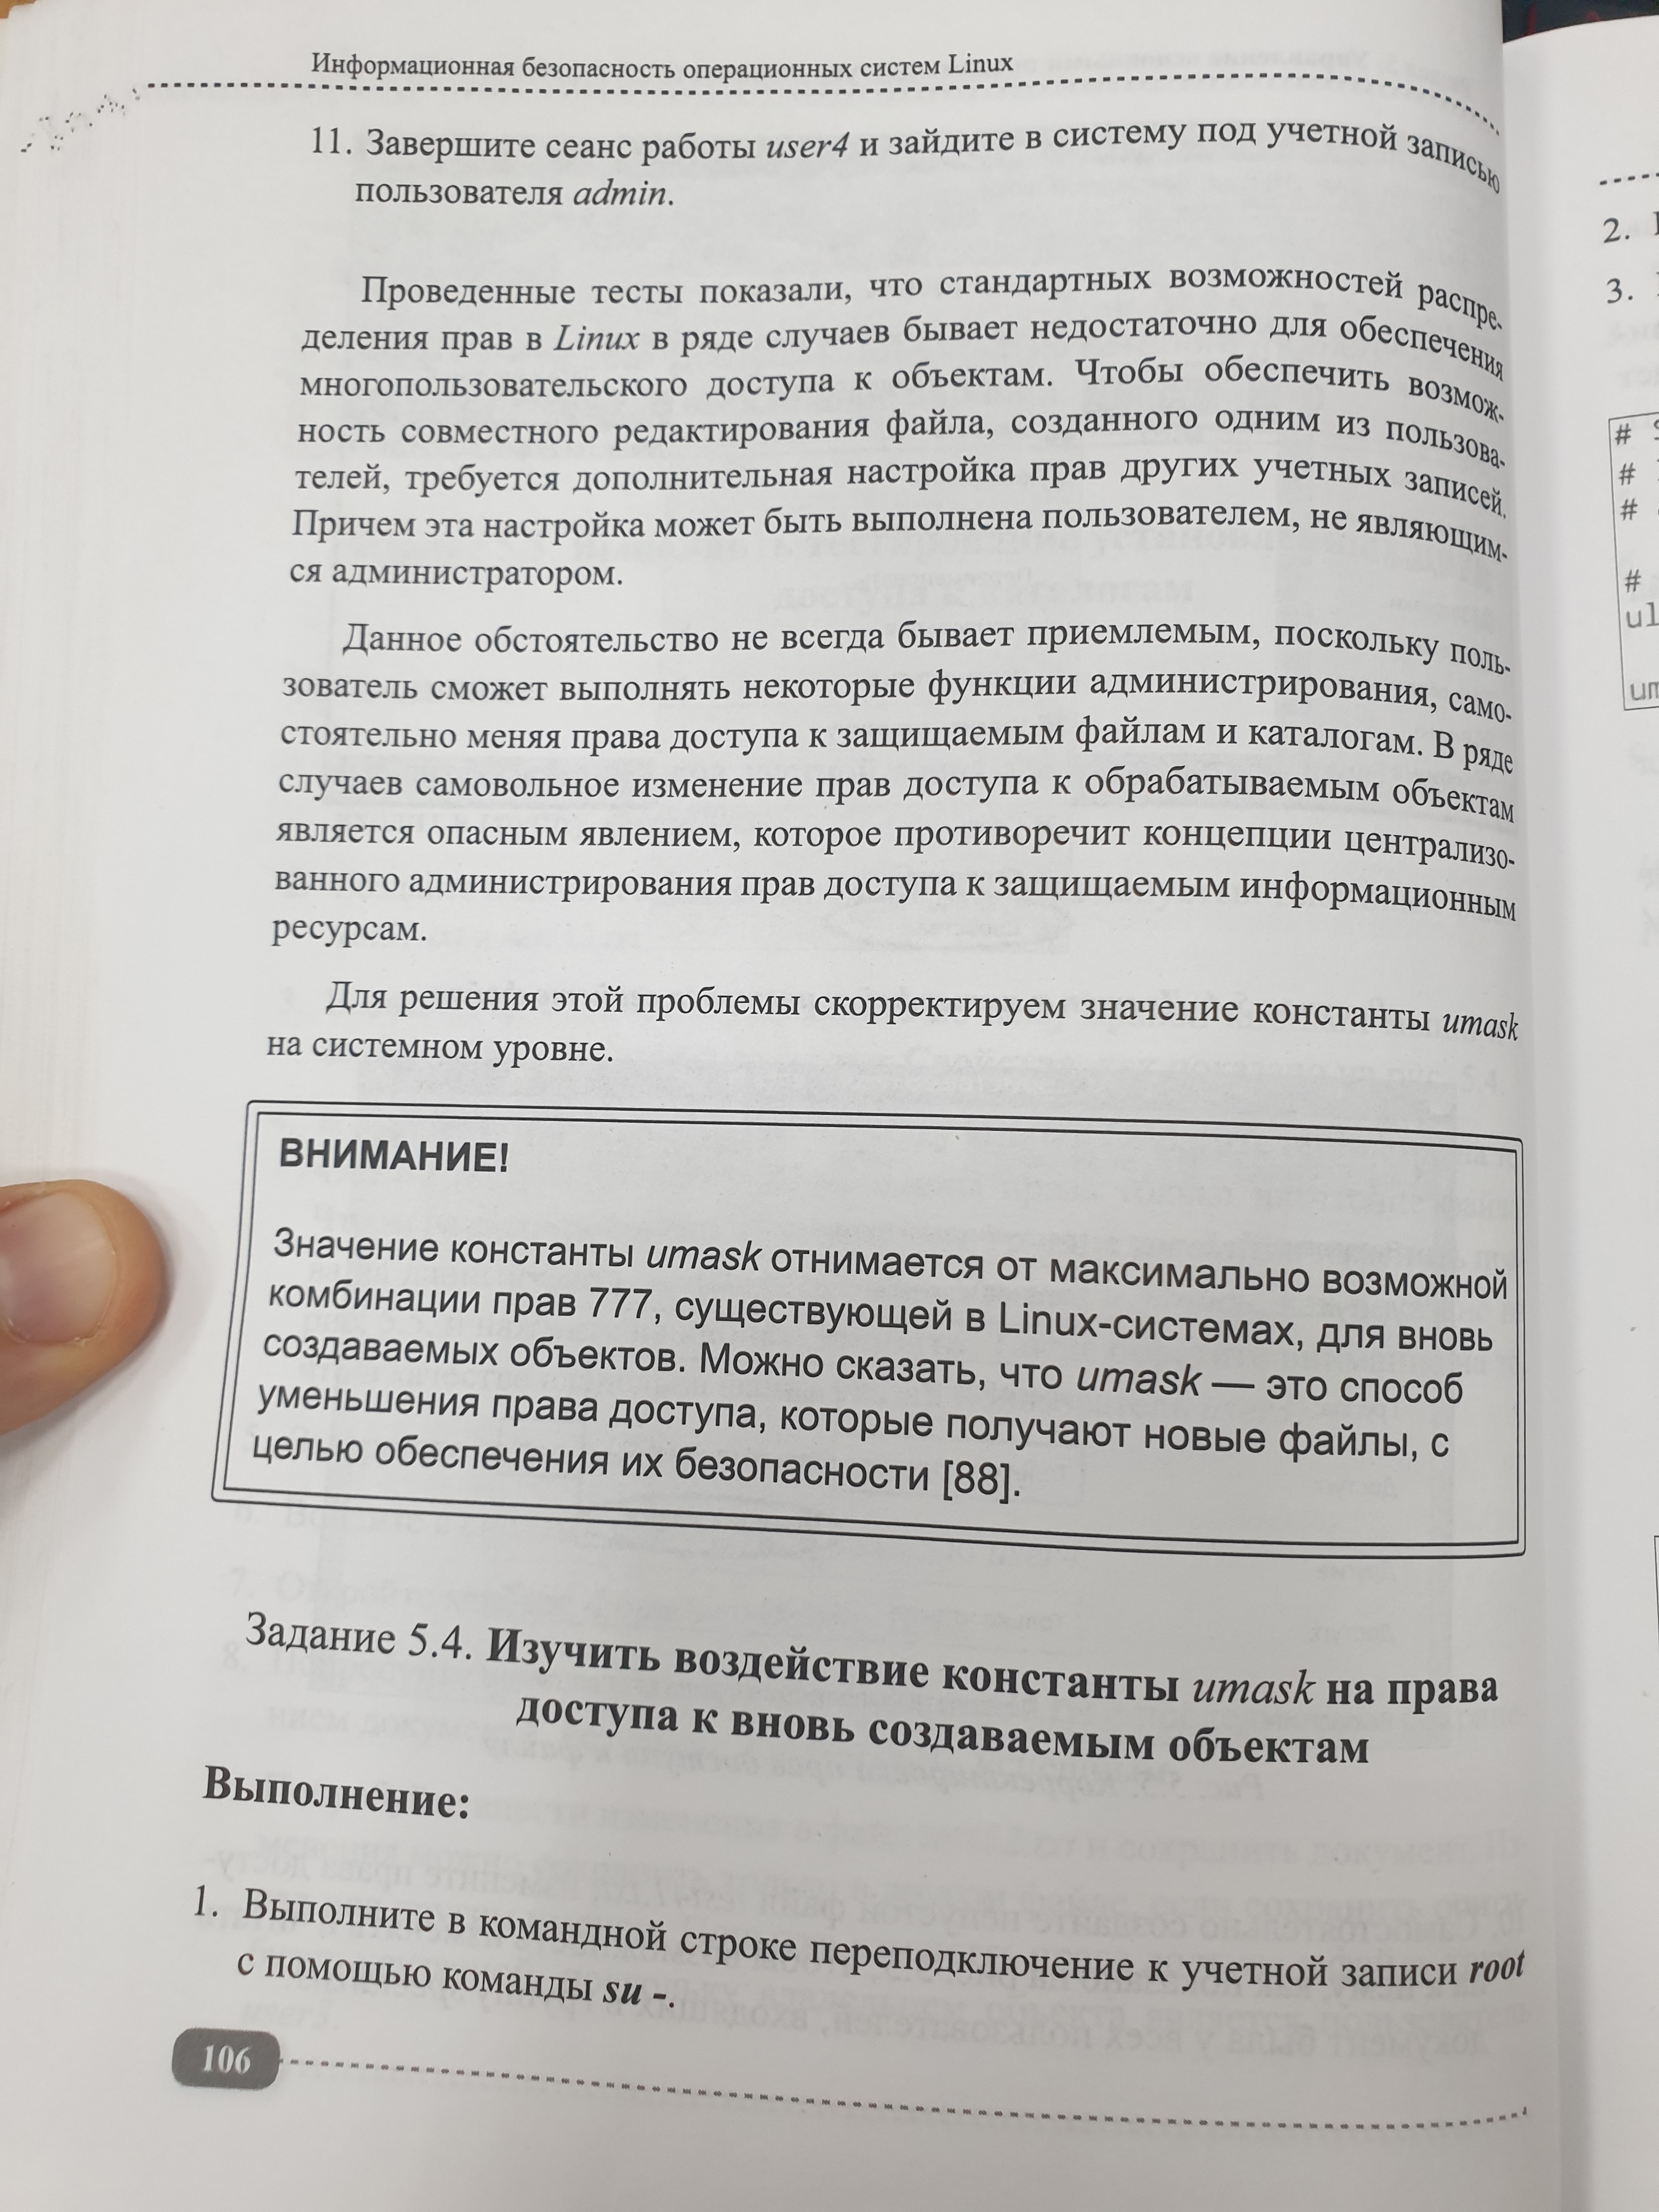 Информационная безопасность операционных систем Linux
11. Завершите сеанс работы user4 и зайдите в систему под учетной записью
пользователя admin.
Проведенные тесты показали, что стандартных возможностей распре-
деления прав в Linux в ряде случаев бывает недостаточно для обеспечения
многопользовательского доступа к объектам. Чтобы обеспечить возмож-
ность совместного редактирования файла, созданного одним из пользова-
телей, требуется дополнительная настройка прав других учетных записей.
Причем эта настройка может быть выполнена пользователем, не являющим-
ся администратором.
Данное обстоятельство не всегда бывает приемлемым, поскольку поль-
зователь сможет выполнять некоторые функции администрирования, само-
стоятельно меняя права доступа к защищаемым файлам и каталогам. В ряде
случаев самовольное изменение прав доступа к обрабатываемым объектам
является опасным явлением, которое противоречит концепции централизо-
ванного администрирования прав доступа к защищаемым информационным
ресурсам.
Для решения этой проблемы скорректируем значение константы umask
на системном уровне.
ВНИМАНИЕ!
Значение константы umask отнимается от максимально возможной
комбинации прав 777, существующей в Linux-системах, для вновь
создаваемых объектов. Можно сказать, что umask — это способ
уменьшения права доступа, которые получают новые файлы, с
целью обеспечения их безопасности [88].
Задание 5.4. Изучить воздействие константы umask на права
доступа к вновь создаваемым объектам
Выполнение:
1. Выполните в командной строке переподключение к учетной записи root
с помощью команды su -.
106
2.
3.
#
#
#
#